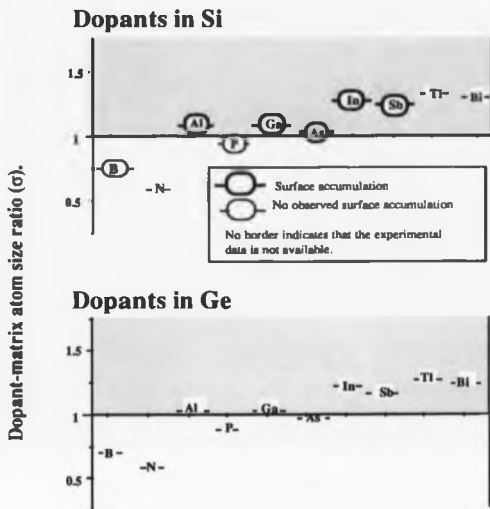 Dopants in Si
Dopant-matrix atom size ratio (σ).
1.5
1
0.5
B
N
Al
P
Ga
As
In
Sb
Tl
Bi
Surface accumulation
No observed surface accumulation
No border indicates that the experimental
data is not available.
Dopants in Ge
1.5
1
0.5
B
N
Al
P
Ga
As
In
Sb
Tl
Bi